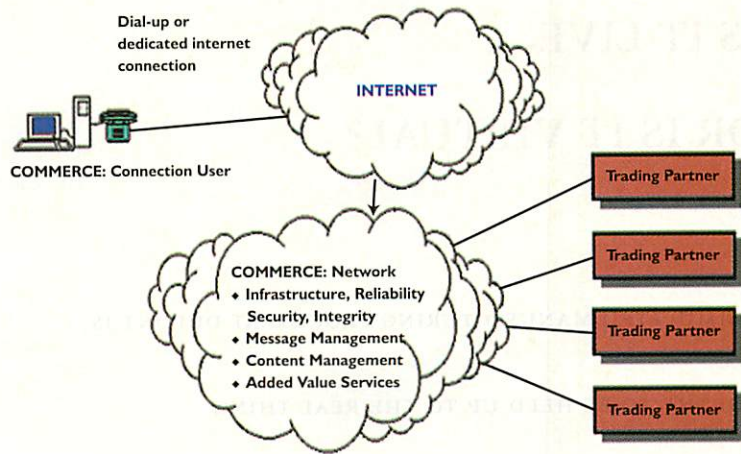 Dial-up or
dedicated internet
connection
INTERNET
COMMERCE: Connection User
Trading Partner
Trading Partner
COMMERCE: Network
◆ Infrastructure, Reliability
Security, Integrity
◆ Message Management
◆ Content Management
◆ Added Value Services
Trading Partner
Trading Partner